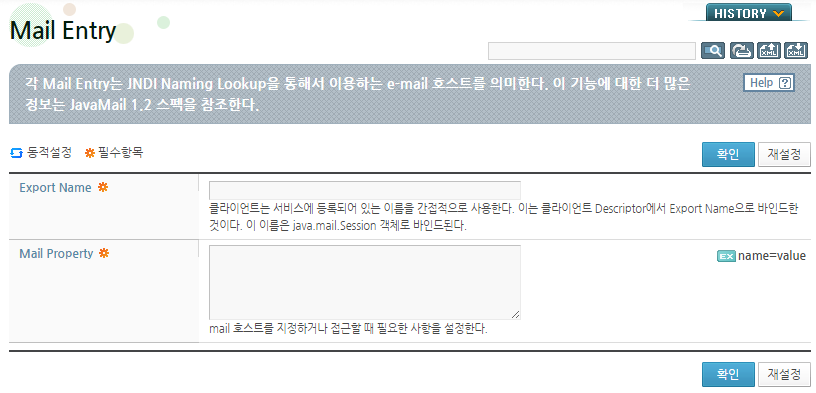 HISTORY
Mail Entry
XML XML
각 Mail Entry는 JNDI Naming Lookup을 통해서 이용하는 e-mail 호스트를 의미한다. 이 기능에 대한 더 많은
정보는 JavaMail 1.2 스펙을 참조한다.
Help ?
동적설정 필수항목
확인 재설정
Export Name
클라이언트는 서비스에 등록되어 있는 이름을 간접적으로 사용한다. 이는 클라이언트 Descriptor에서 Export Name으로 바인드한
것이다. 이 이름은 java.mail.Session 객체로 바인드된다.
Mail Property
EX name=value
mail 호스트를 지정하거나 접근할 때 필요한 사항을 설정한다.
확인 재설정